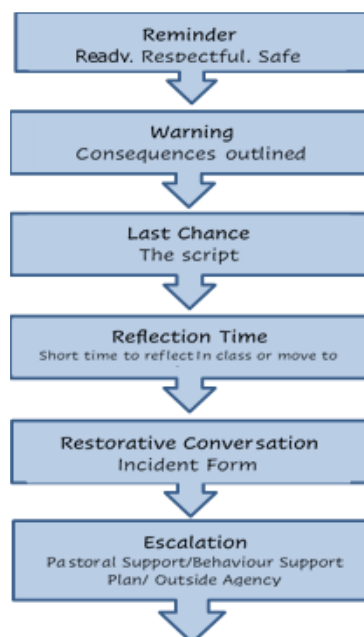 Reminder
Ready. Respectful. Safe
Warning
Consequences outlined
Last Chance
The script
Reflection Time
Short time to reflect in class or move to
Restorative Conversation
Incident Form
Escalation
Pastoral Support/Behaviour Support
Plan/ Outside Agency